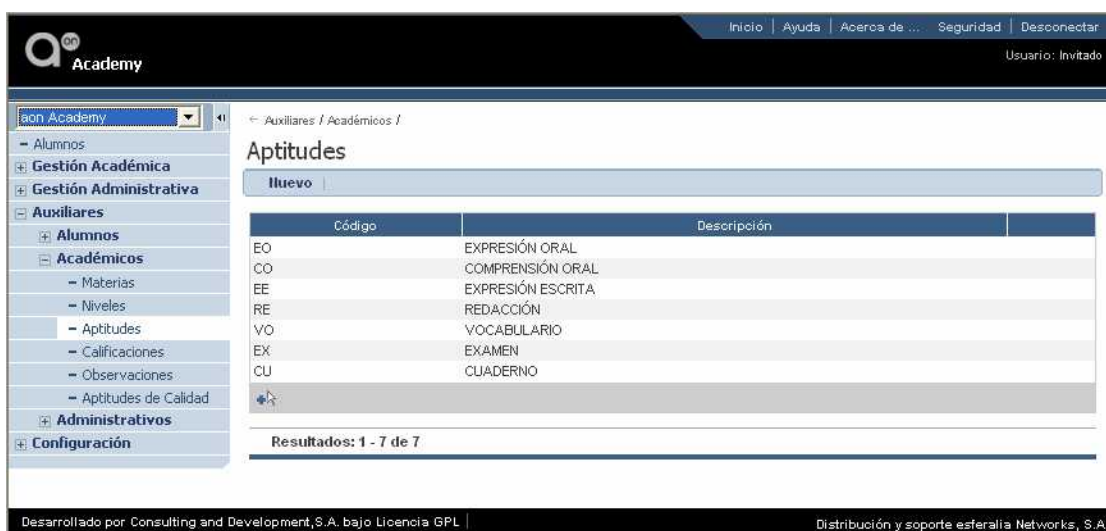 Inicio | Ayuda | Acerca de ... Seguridad | Desconectar
aon Academy
Usuario: Invitado
aon Academy
← Auxiliares / Académicos /
- Alumnos
Gestión Académica
Gestión Administrativa
Auxiliares
Alumnos
Académicos
- Materias
- Niveles
- Aptitudes
- Calificaciones
- Observaciones
- Aptitudes de Calidad
Administrativos
Configuración
Aptitudes
Nuevo |
Código Descripción
EO EXPRESIÓN ORAL
CO COMPRENSIÓN ORAL
EE EXPRESIÓN ESCRITA
RE REDACCIÓN
VO VOCABULARIO
EX EXAMEN
CU CUADERNO
Resultados: 1 - 7 de 7
Desarrollado por Consulting and Development,S.A. bajo Licencia GPL |
Distribución y soporte esferalia Networks, S.A